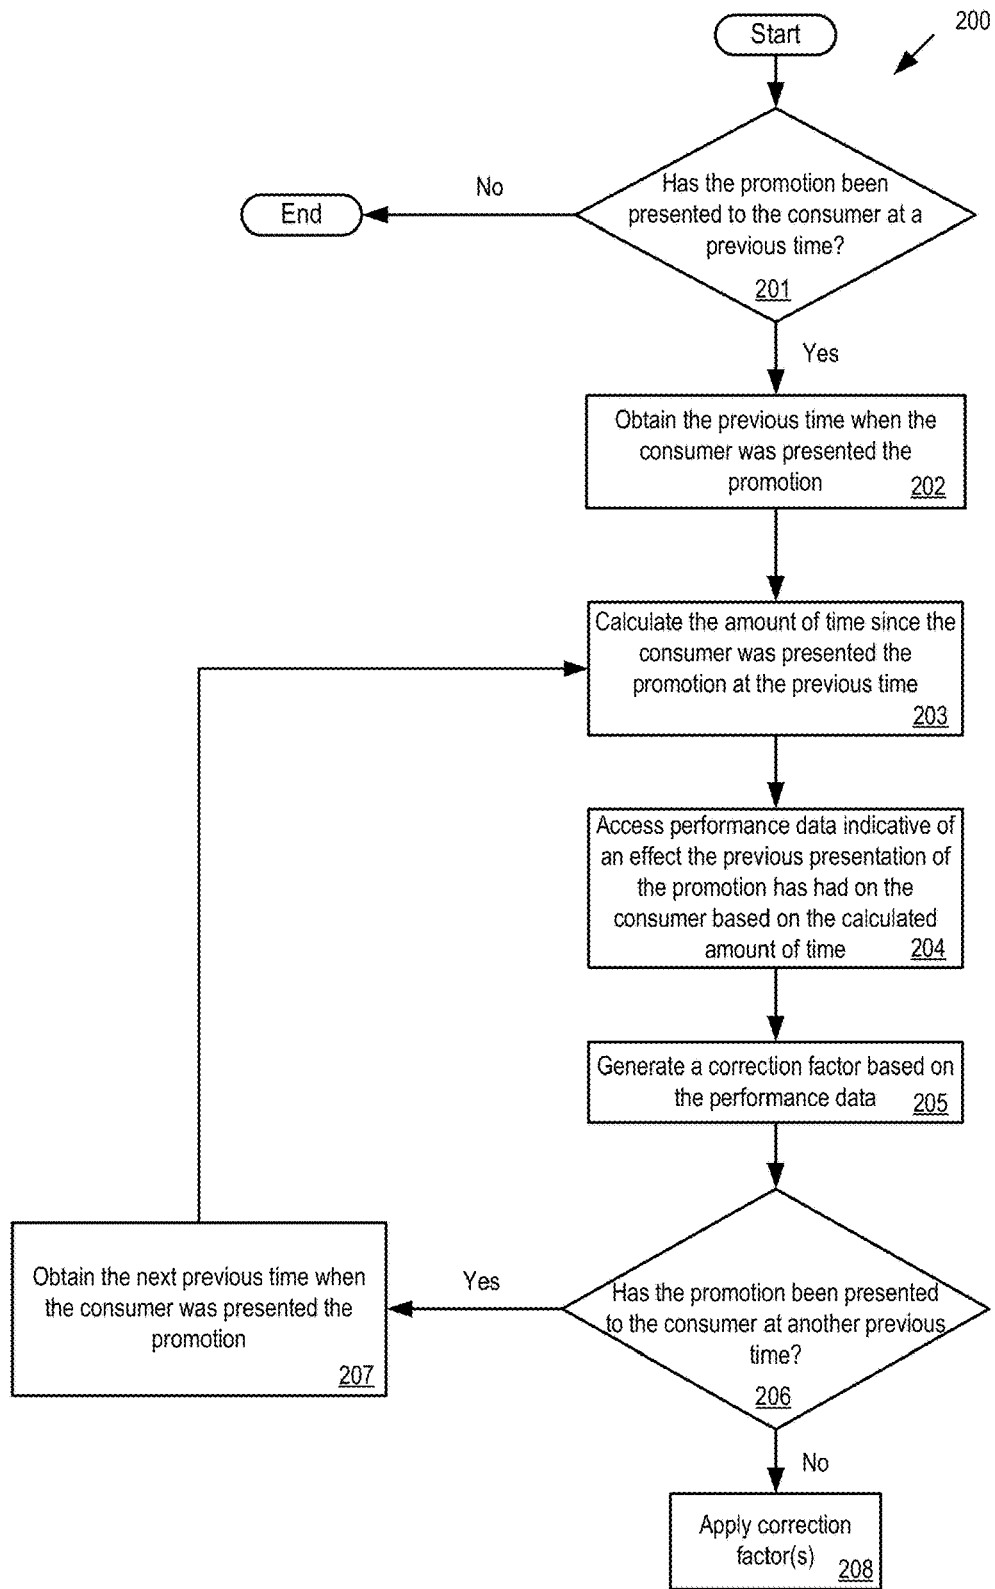 200
Start
Has the promotion been
presented to the consumer at a
previous time?
201
No
End
Yes
Obtain the previous time when the
consumer was presented the
promotion
202
Calculate the amount of time since the
consumer was presented the
promotion at the previous time
203
Access performance data indicative of
an effect the previous presentation of
the promotion has had on the
consumer based on the calculated
amount of time
204
Generate a correction factor based on
the performance data
205
Has the promotion been presented
to the consumer at another previous
time?
206
Yes
Obtain the next previous time when
the consumer was presented the
promotion
207
No
Apply correction
factor(s)
208